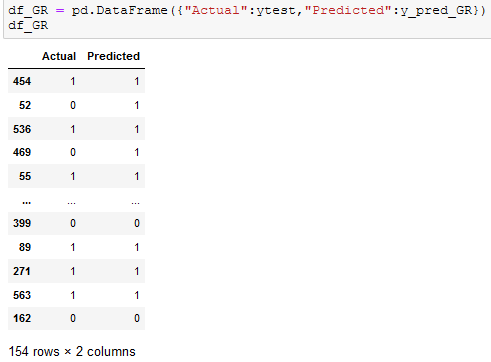 df_GR = pd.DataFrame({"Actual":ytest,"Predicted":y_pred_GR})
df_GR
Actual Predicted
454 1 1
52 0 1
536 1 1
469 0 1
55 1 1
... ... ...
399 0 0
89 1 1
271 1 1
563 1 1
162 0 0
154 rows × 2 columns